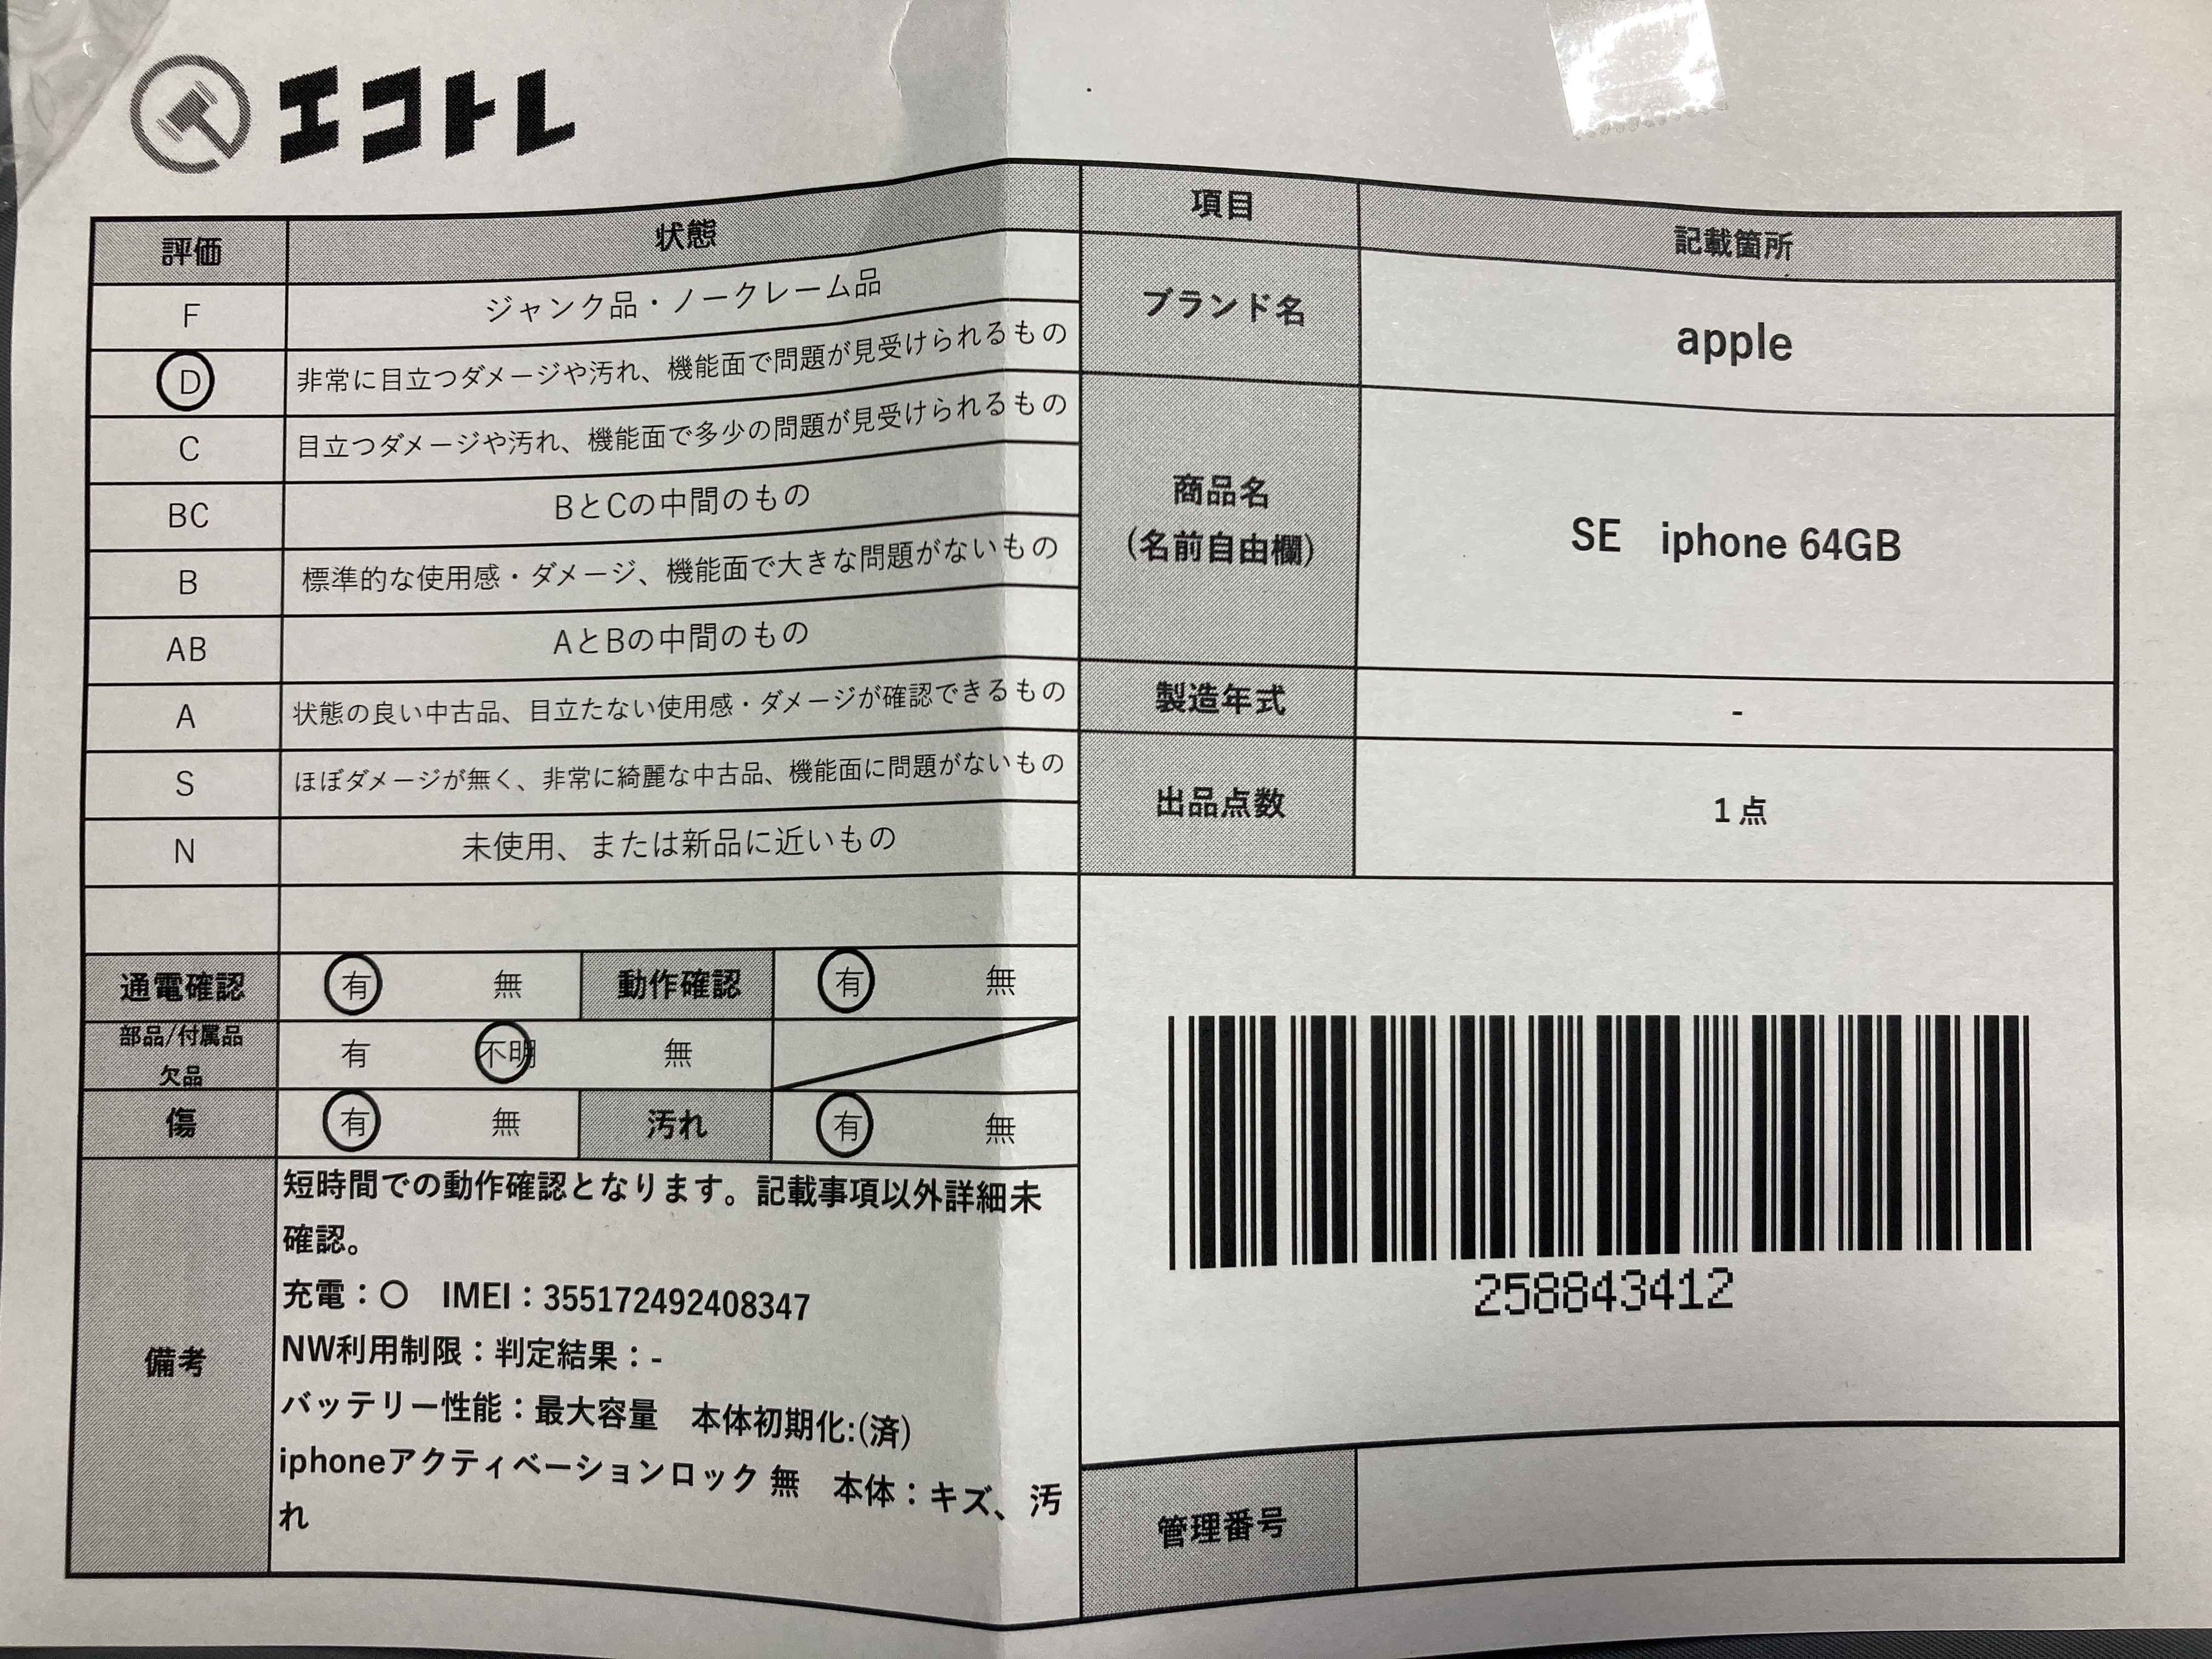 エコトレ
評価 状態
F ジャンク品・ノークレーム品
D 非常に目立つダメージや汚れ、機能面で問題が見受けられるもの
C 目立つダメージや汚れ、機能面で多少の問題が見受けられるもの
BC BとCの中間のもの
B 標準的な使用感・ダメージ、機能面で大きな問題がないもの
AB AとBの中間のもの
A 状態の良い中古品、目立たない使用感・ダメージが確認できるもの
S ほぼダメージが無く、非常に綺麗な中古品、機能面に問題がないもの
N 未使用、または新品に近いもの
通電確認 有 無 動作確認 有 無
部品/付属品
欠品
有 不明 無
傷 有 無 汚れ 有 無
備考
短時間での動作確認となります。記載事項以外詳細未
確認。
充電：〇 IMEI：355172492408347
NW利用制限：判定結果：-
バッテリー性能：最大容量 本体初期化:(済)
iphoneアクティベーションロック 無 本体：キズ、汚
れ
項目 記載箇所
ブランド名 apple
商品名
(名前自由欄)
SE iphone 64GB
製造年式 -
出品点数 1点
258843412
管理番号